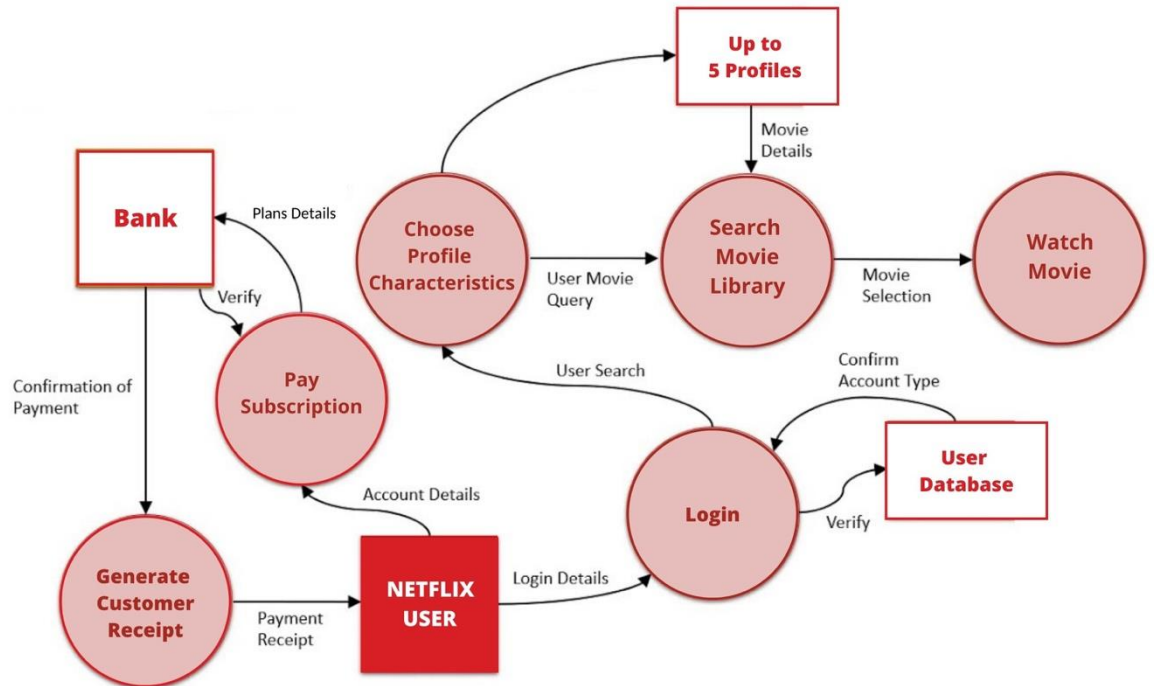 Up to
5 Profiles
Movie
Details
Bank
Plans Details
Choose
Profile
Characteristics
User Movie
Query
Search
Movie
Library
Movie
Selection
Watch
Movie
Verify
Confirmation of
Payment
Pay
Subscription
User Search
Confirm
Account Type
User
Database
Account Details
Login
Verify
Generate
Customer
Receipt
Payment
Receipt
NETFLIX
USER
Login Details